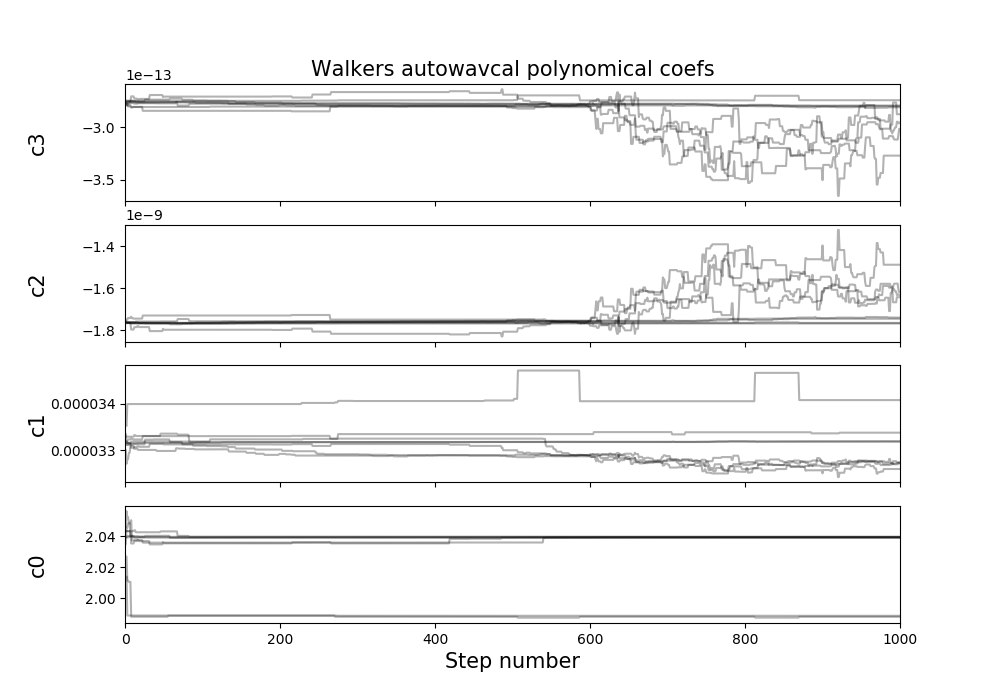 Walkers autowavcal polynomical coefs
1e−13
c3
−3.0
−3.5
1e−9
c2
−1.4
−1.6
−1.8
c1
0.000034
0.000033
c0
2.04
2.02
2.00
0 200 400 600 800 1000
Step number